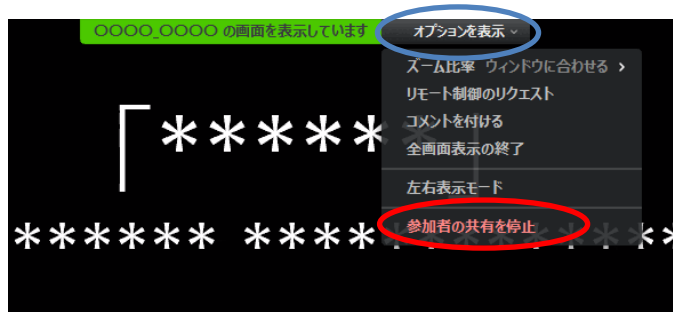 〇〇〇〇_〇〇〇〇 の画面を表示しています オプションを表示
ズーム比率 ウィンドウに合わせる >
リモート制御のリクエスト
コメントを付ける
全画面表示の終了
左右表示モード
参加者の共有を停止
「******」
****** **********